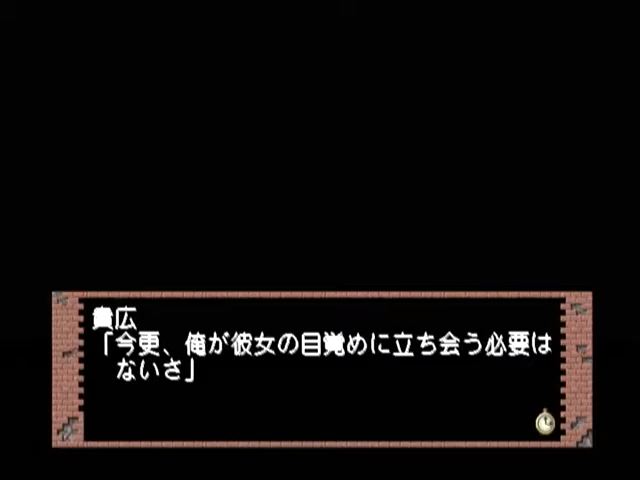 貴広
「今更、俺が彼女の目覚めに立ち会う必要は
ないさ」